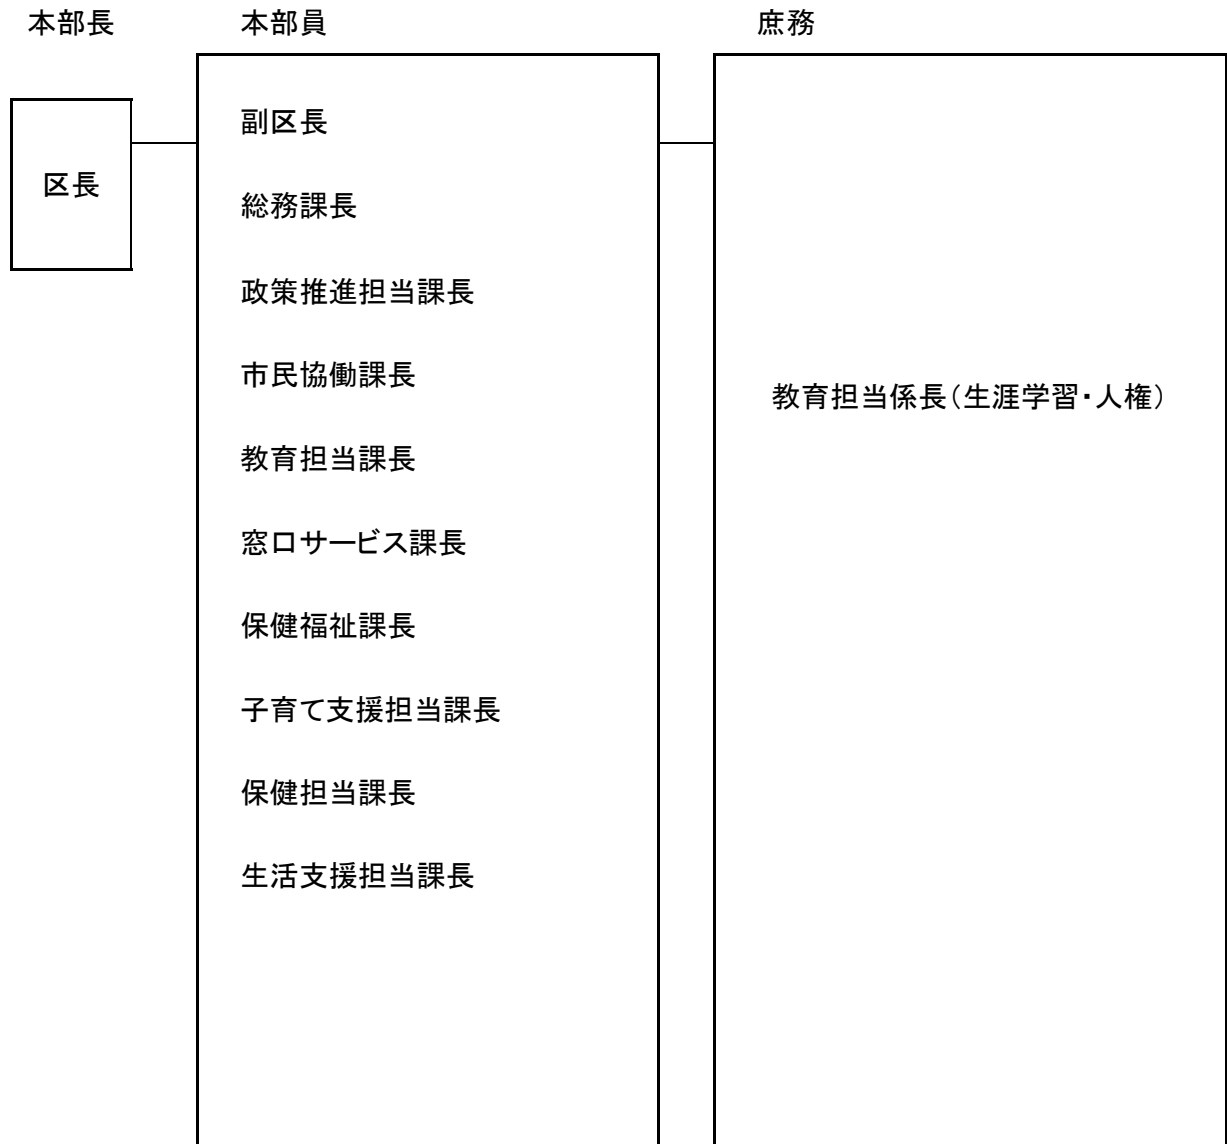 本部長
本部員
庶務
区長
副区長
総務課長
政策推進担当課長
市民協働課長
教育担当課長
窓口サービス課長
保健福祉課長
子育て支援担当課長
保健担当課長
生活支援担当課長
教育担当係長(生涯学習・人権)